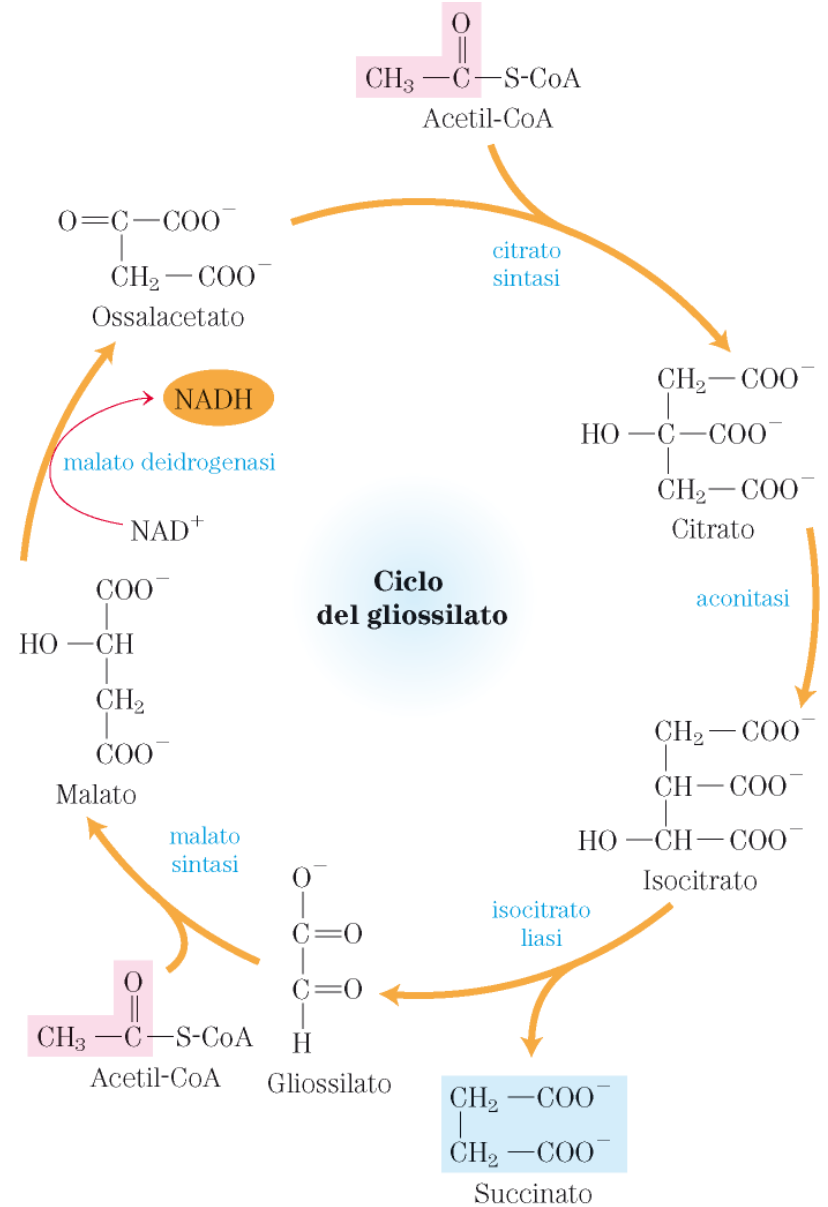 O
CH₃ — C — S-CoA
Acetil-CoA
O=C — COO⁻
CH₂ — COO⁻
Ossalacetato
citrato
sintasi
CH₂ — COO⁻
HO — C — COO⁻
CH₂ — COO⁻
Citrato
NADH
malato deidrogenasi
NAD⁺
Ciclo
del gliossilato
aconitasi
COO⁻
HO — CH
CH₂
COO⁻
Malato
CH₂ — COO⁻
CH — COO⁻
HO — CH — COO⁻
Isocitrato
malato
sintasi
isocitrato
liasi
O⁻
C=O
C=O
H
Gliossilato
O
CH₃ — C — S-CoA
Acetil-CoA
CH₂ — COO⁻
CH₂ — COO⁻
Succinato